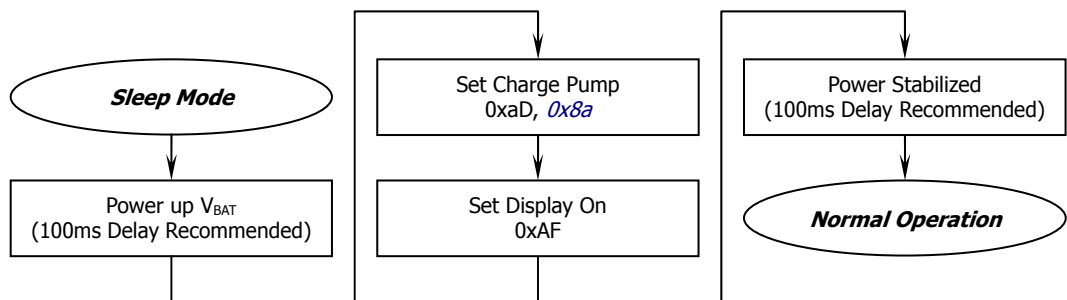 Sleep Mode
Power up VBAT
(100ms Delay Recommended)
Set Charge Pump
0xaD, 0x8a
Set Display On
0xAF
Power Stabilized
(100ms Delay Recommended)
Normal Operation